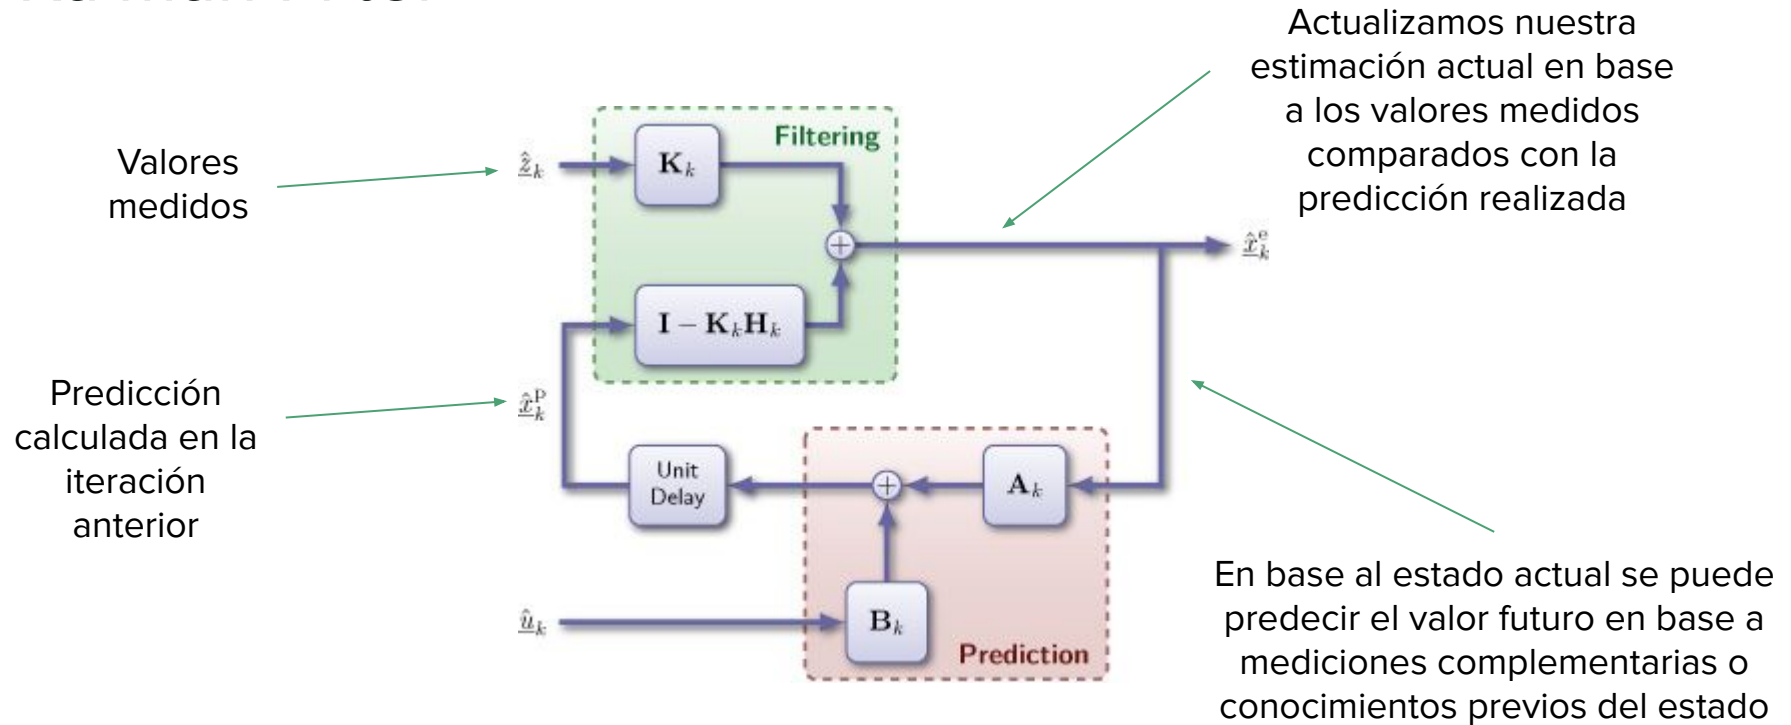 Actualizamos nuestra
estimación actual en base
a los valores medidos
comparados con la
predicción realizada
Valores
medidos
Filtering
ẑ_k
K_k
x̂_k^e
I − K_kH_k
Predicción
calculada en la
iteración
anterior
x̂_k^p
Unit
Delay
A_k
û_k
B_k
Prediction
En base al estado actual se puede
predecir el valor futuro en base a
mediciones complementarias o
conocimientos previos del estado